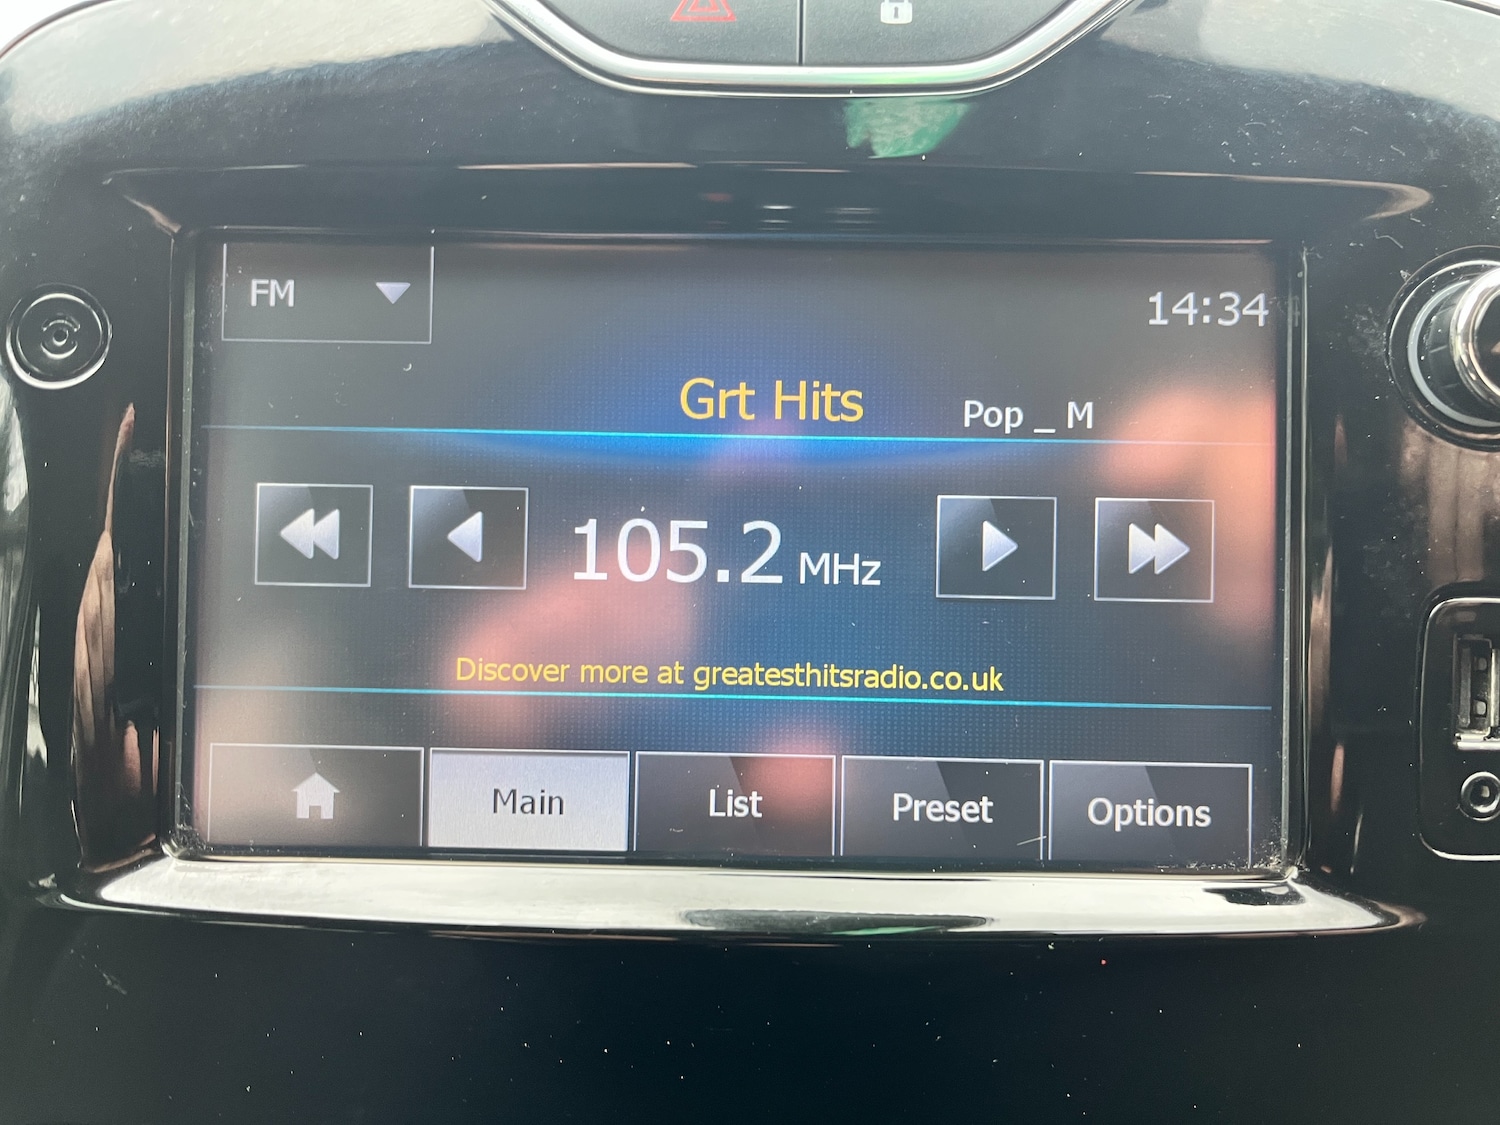 FM
14:34
Grt Hits
Pop _ M
105.2 MHz
Discover more at greatesthitsradio.co.uk
Main
List
Preset
Options